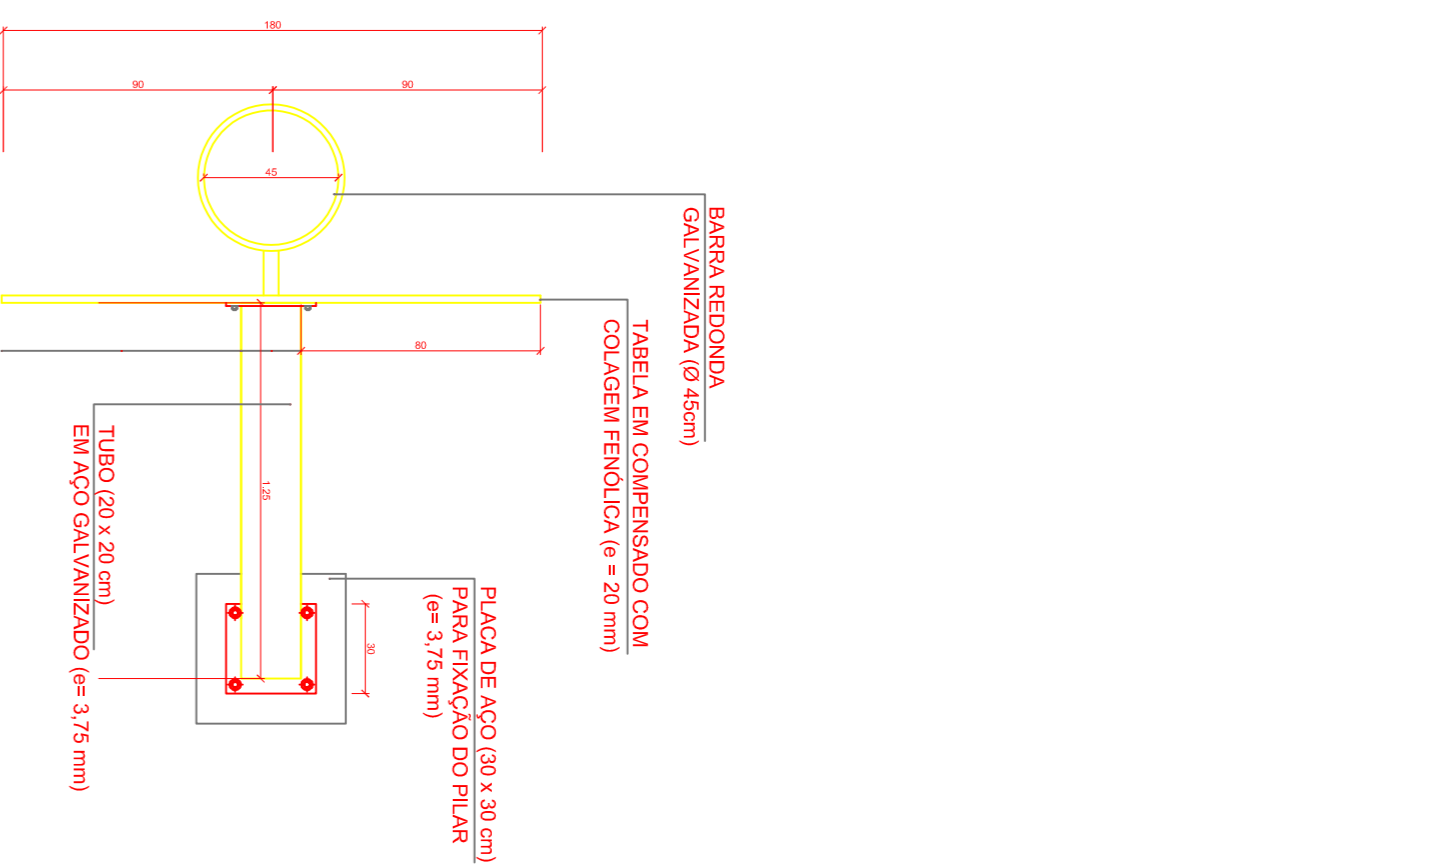 180
90
90
45
BARRA REDONDA
GALVANIZADA (Ø 45cm)
TABELA EM COMPENSADO COM
COLAGEM FENÓLICA (e = 20 mm)
80
TUBO (20 x 20 cm)
EM AÇO GALVANIZADO (e= 3,75 mm)
1.25
PLACA DE AÇO (30 x 30 cm)
PARA FIXAÇÃO DO PILAR
(e= 3,75 mm)
30